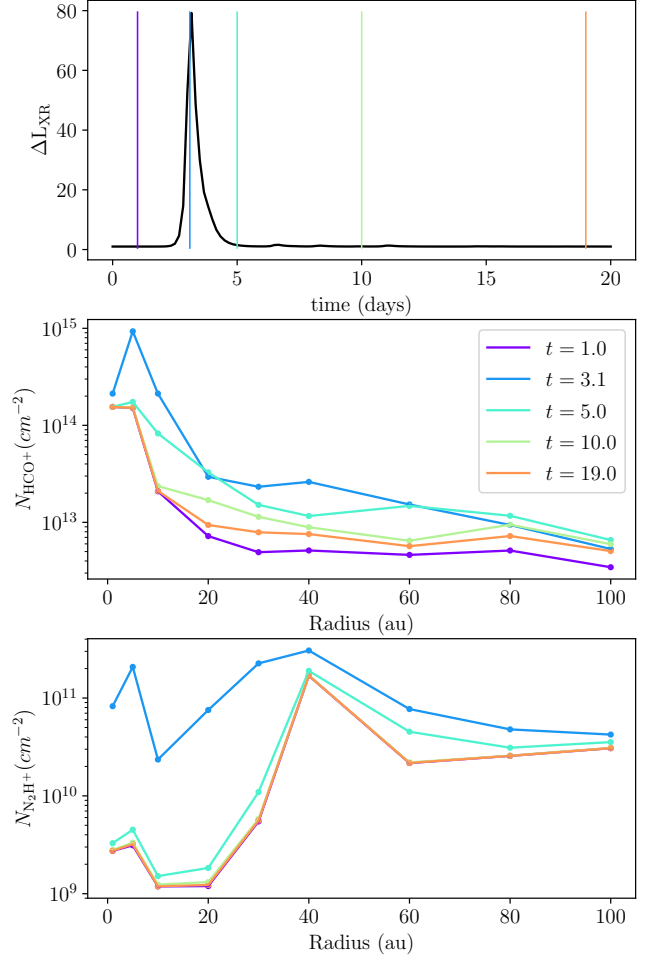 80
60
40
20
0
ΔL_XR
0 5 10 15 20
time (days)
10^15
10^14
10^13
N_HCO+ (cm^−2)
t = 1.0
t = 3.1
t = 5.0
t = 10.0
t = 19.0
0 20 40 60 80 100
Radius (au)
10^11
10^10
10^9
N_N₂H+ (cm^−2)
0 20 40 60 80 100
Radius (au)